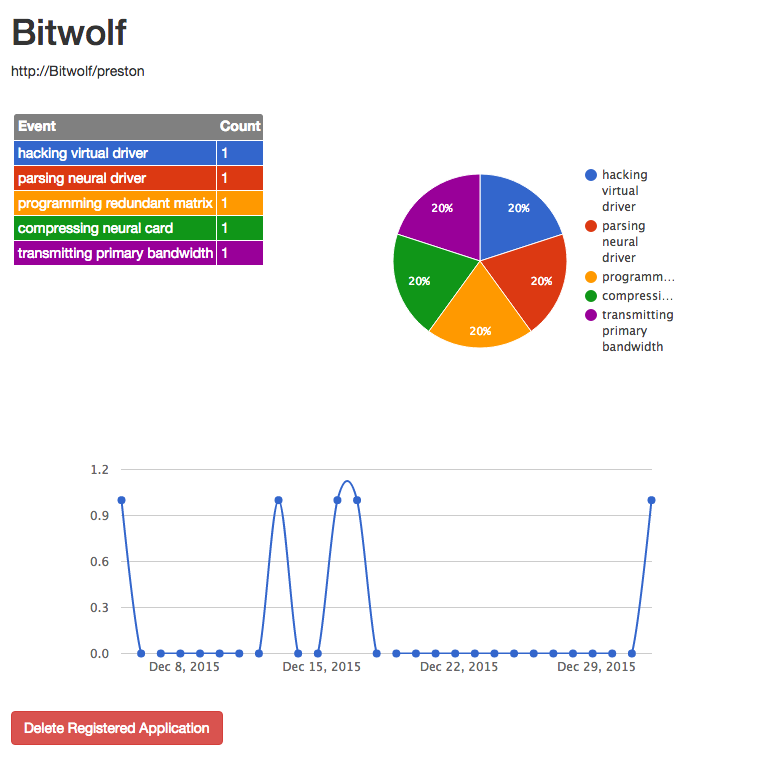 Bitwolf
http://Bitwolf/preston
Event Count
hacking virtual driver 1
parsing neural driver 1
programming redundant matrix 1
compressing neural card 1
transmitting primary bandwidth 1
20% 20%
20% 20%
20%
hacking
virtual
driver
parsing
neural
driver
programm...
compressi...
transmitting
primary
bandwidth
1.2
0.9
0.6
0.3
0.0
Dec 8, 2015 Dec 15, 2015 Dec 22, 2015 Dec 29, 2015
Delete Registered Application